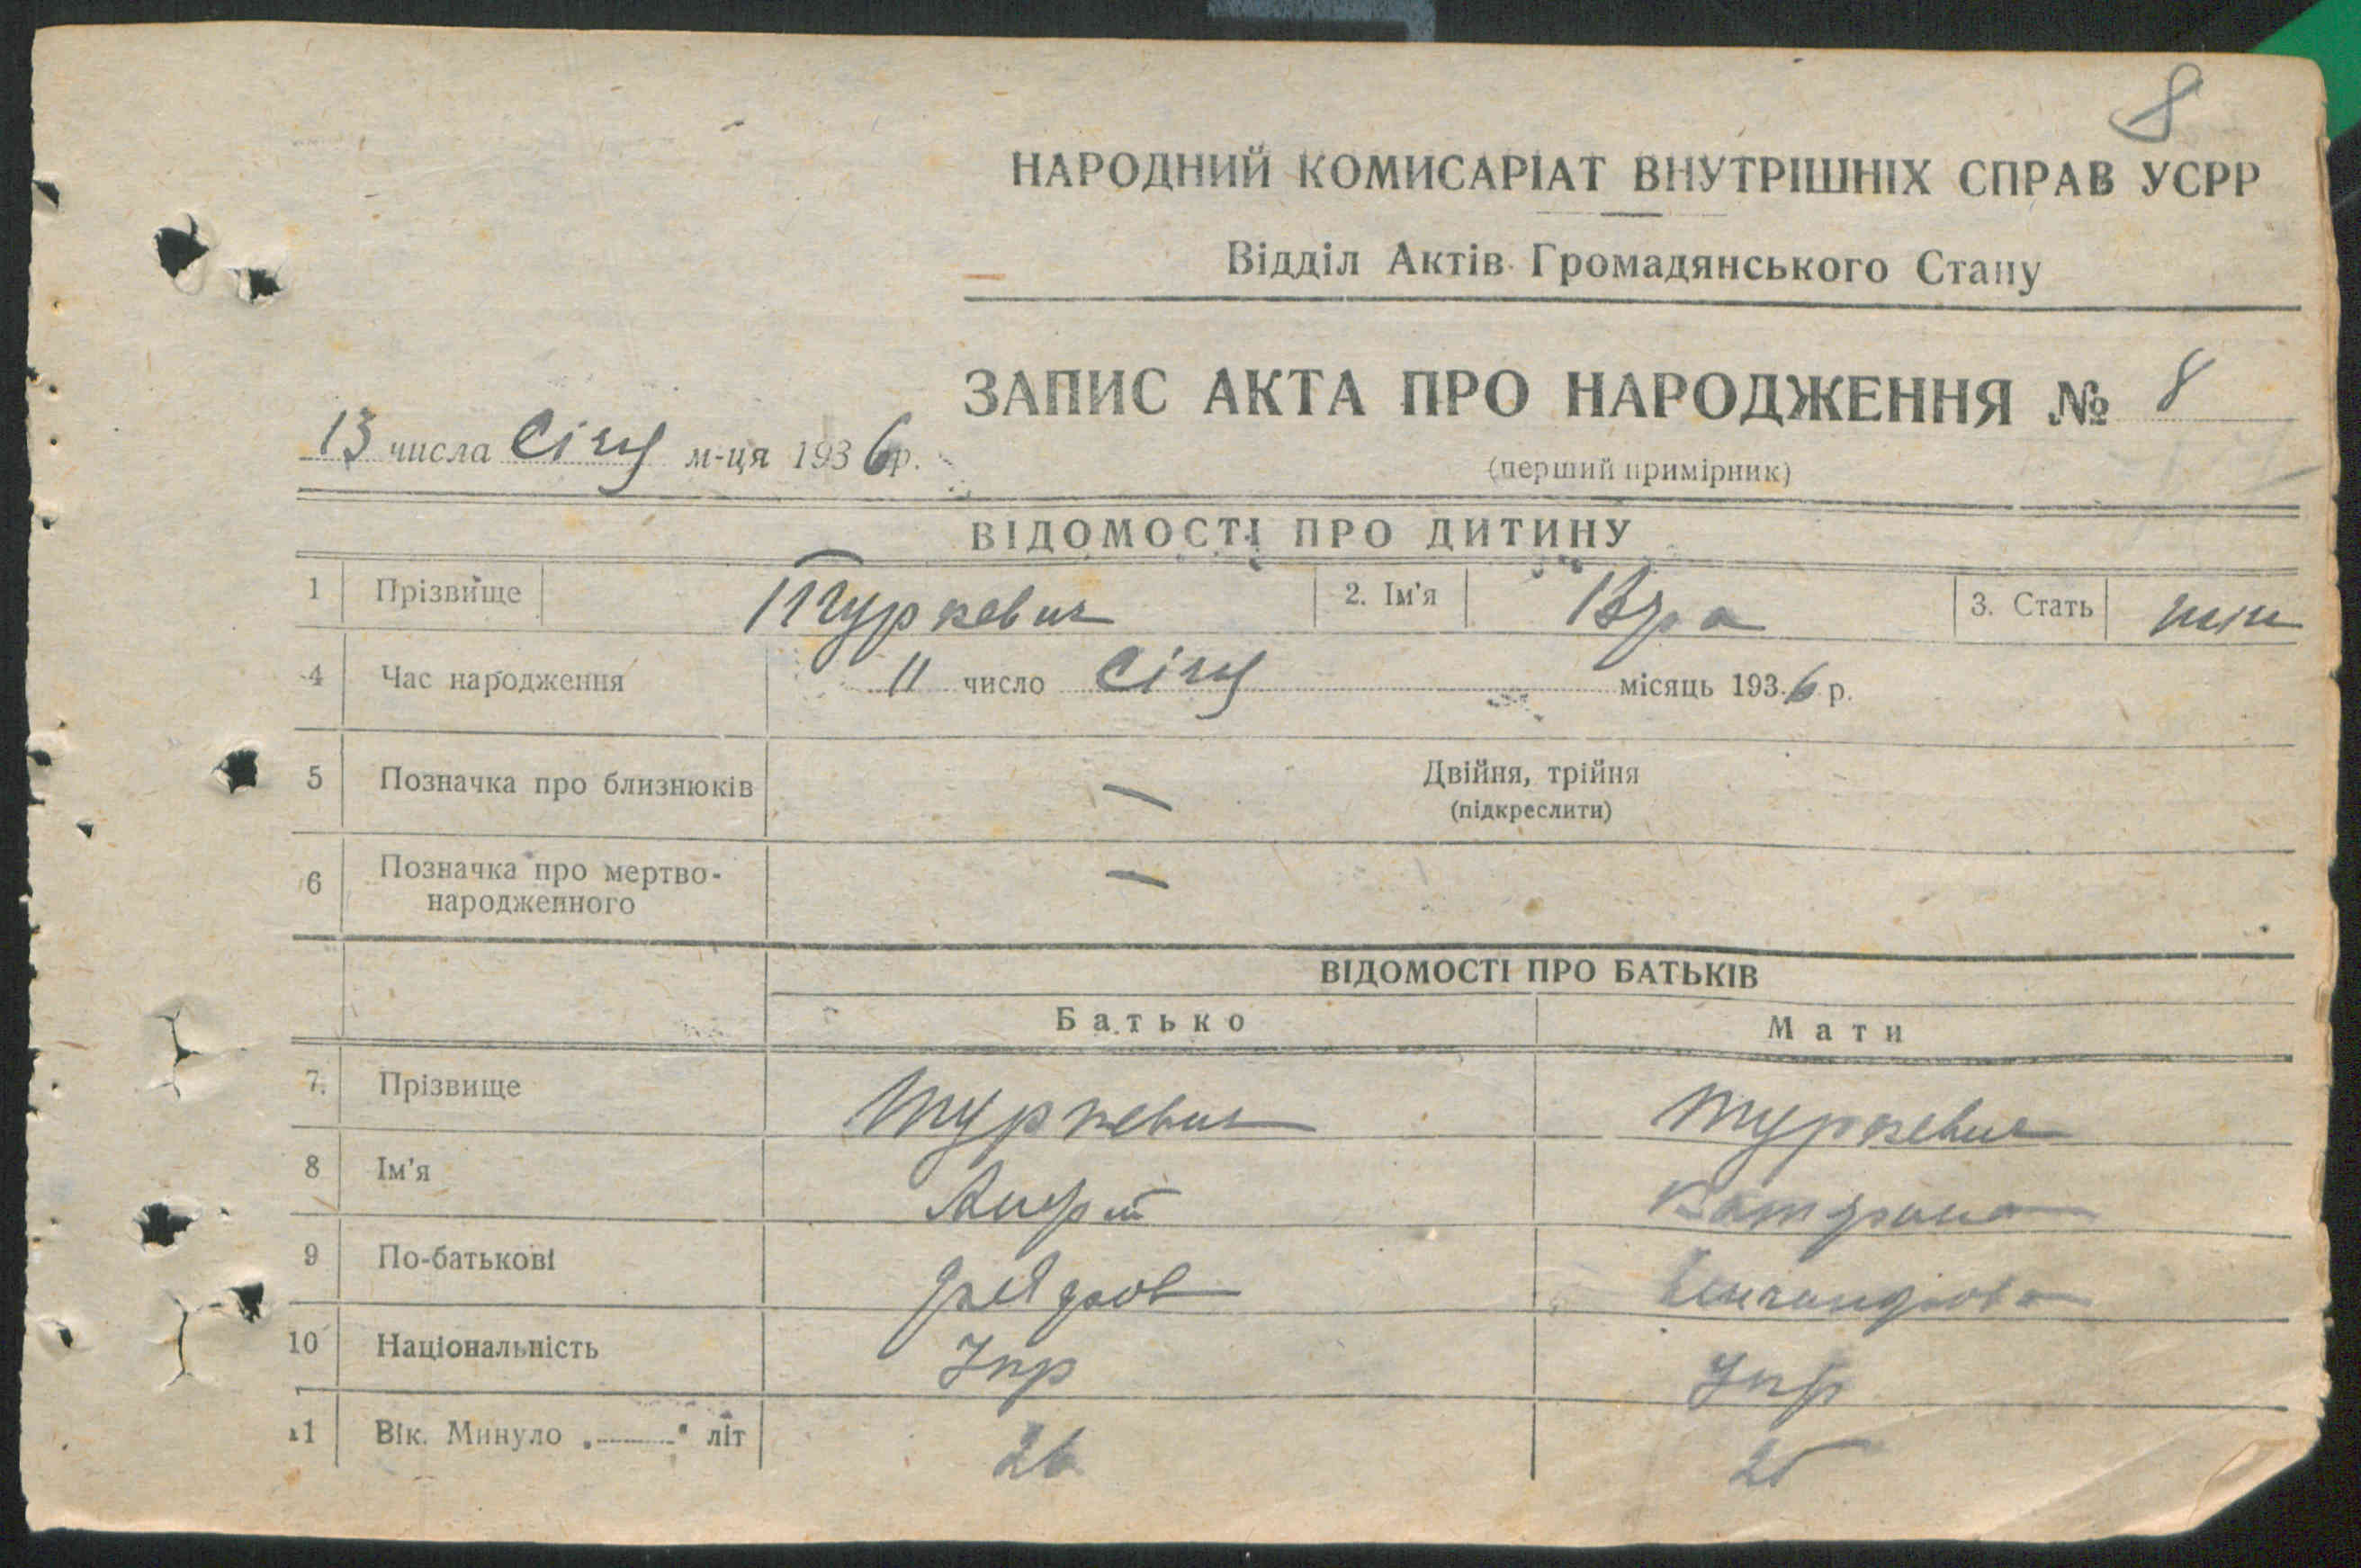 8
НАРОДНИЙ КОМИСАРІАТ ВНУТРІШНІХ СПРАВ УСРР
Відділ Актів Громадянського Стану
ЗАПИС АКТА ПРО НАРОДЖЕННЯ № 8
13 числа Січ м-ця 1936 р.
(перший примірник)
ВІДОМОСТІ ПРО ДИТИНУ
1 Прізвище Туркевич 2. Ім'я Віра 3. Стать жін
4 Час народження 11 число Січ місяць 1936 р.
5 Позначка про близнюків — Двійня, трійня
(підкреслити)
6 Позначка про мертво-
народженного —
ВІДОМОСТІ ПРО БАТЬКІВ
Батько Мати
7. Прізвище Туркевич Туркевич
8 Ім'я Андрій Катерина
9 По-батькові
10 Національність Укр Укр
11 Вік. Минуло „ “ літ 26 25